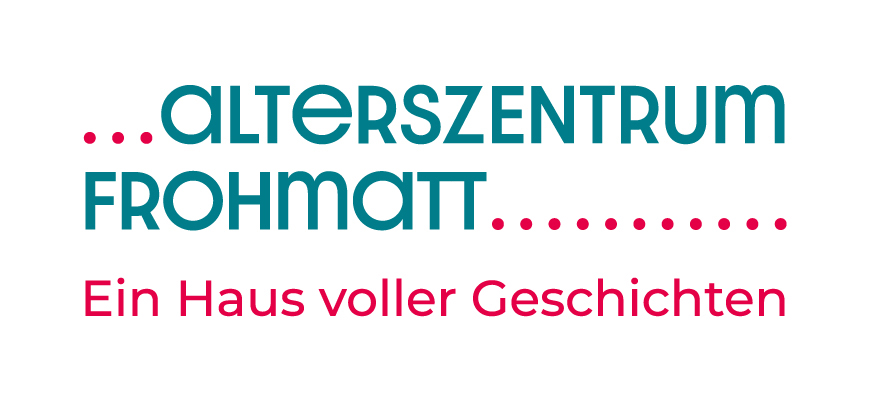 ...ALTERSZENTRUM
FROHMATT...........
Ein Haus voller Geschichten